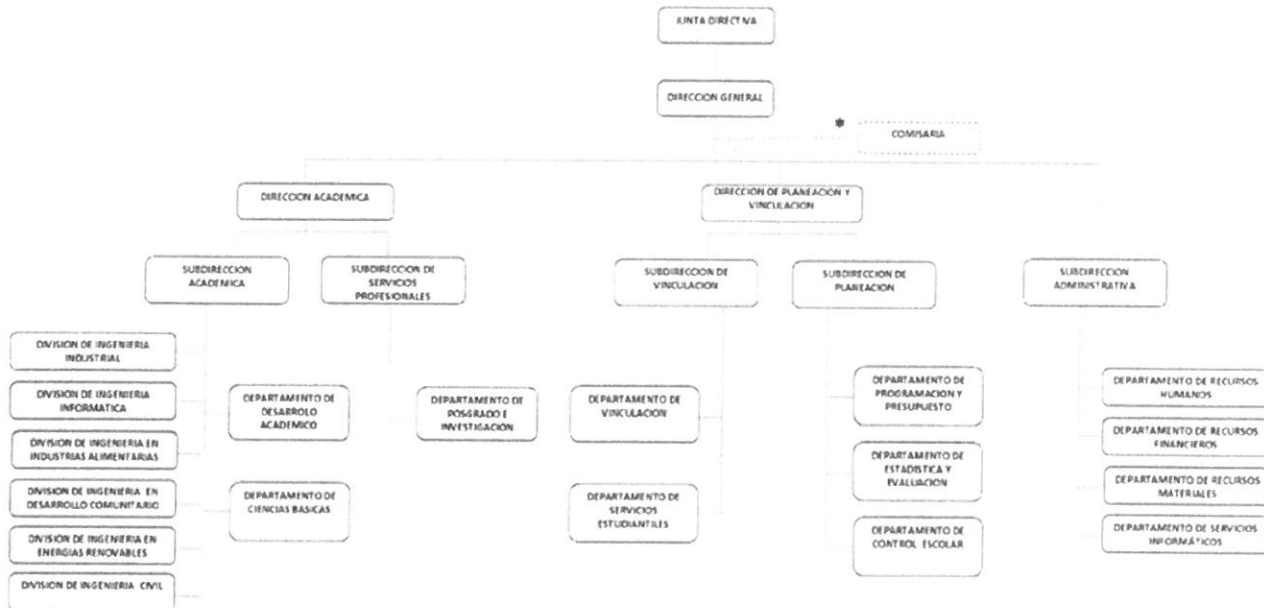 JUNTA DIRECTIVA
DIRECCION GENERAL
*
COMISARIA
DIRECCION ACADEMICA
DIRECCION DE PLANEACION Y
VINCULACION
SUBDIRECCION
ACADEMICA
SUBDIRECCION DE
SERVICIOS
PROFESIONALES
SUBDIRECCION DE
VINCULACION
SUBDIRECCION DE
PLANEACION
SUBDIRECCION
ADMINISTRATIVA
DIVISION DE INGENIERIA
INDUSTRIAL
DIVISION DE INGENIERIA
INFORMATICA
DIVISION DE INGENIERIA EN
INDUSTRIAS ALIMENTARIAS
DIVISION DE INGENIERIA EN
DESARROLLO COMUNITARIO
DIVISION DE INGENIERIA EN
ENERGIAS RENOVABLES
DIVISION DE INGENIERIA CIVIL
DEPARTAMENTO DE
DESARROLO
ACADEMICO
DEPARTAMENTO DE
CIENCIAS BASICAS
DEPARTAMENTO DE
POSGRADO E
INVESTIGACIÓN
DEPARTAMENTO DE
VINCULACION
DEPARTAMENTO DE
SERVICIOS
ESTUDIANTILES
DEPARTAMENTO DE
PROGRAMACION Y
PRESUPUESTO
DEPARTAMENTO DE
ESTADISTICA Y
EVALUACION
DEPARTAMENTO DE
CONTROL ESCOLAR
DEPARTAMENTO DE RECURSOS
HUMANOS
DEPARTAMENTO DE RECURSOS
FINANCIEROS
DEPARTAMENTO DE RECURSOS
MATERIALES
DEPARTAMENTO DE SERVICIOS
INFORMÁTICOS